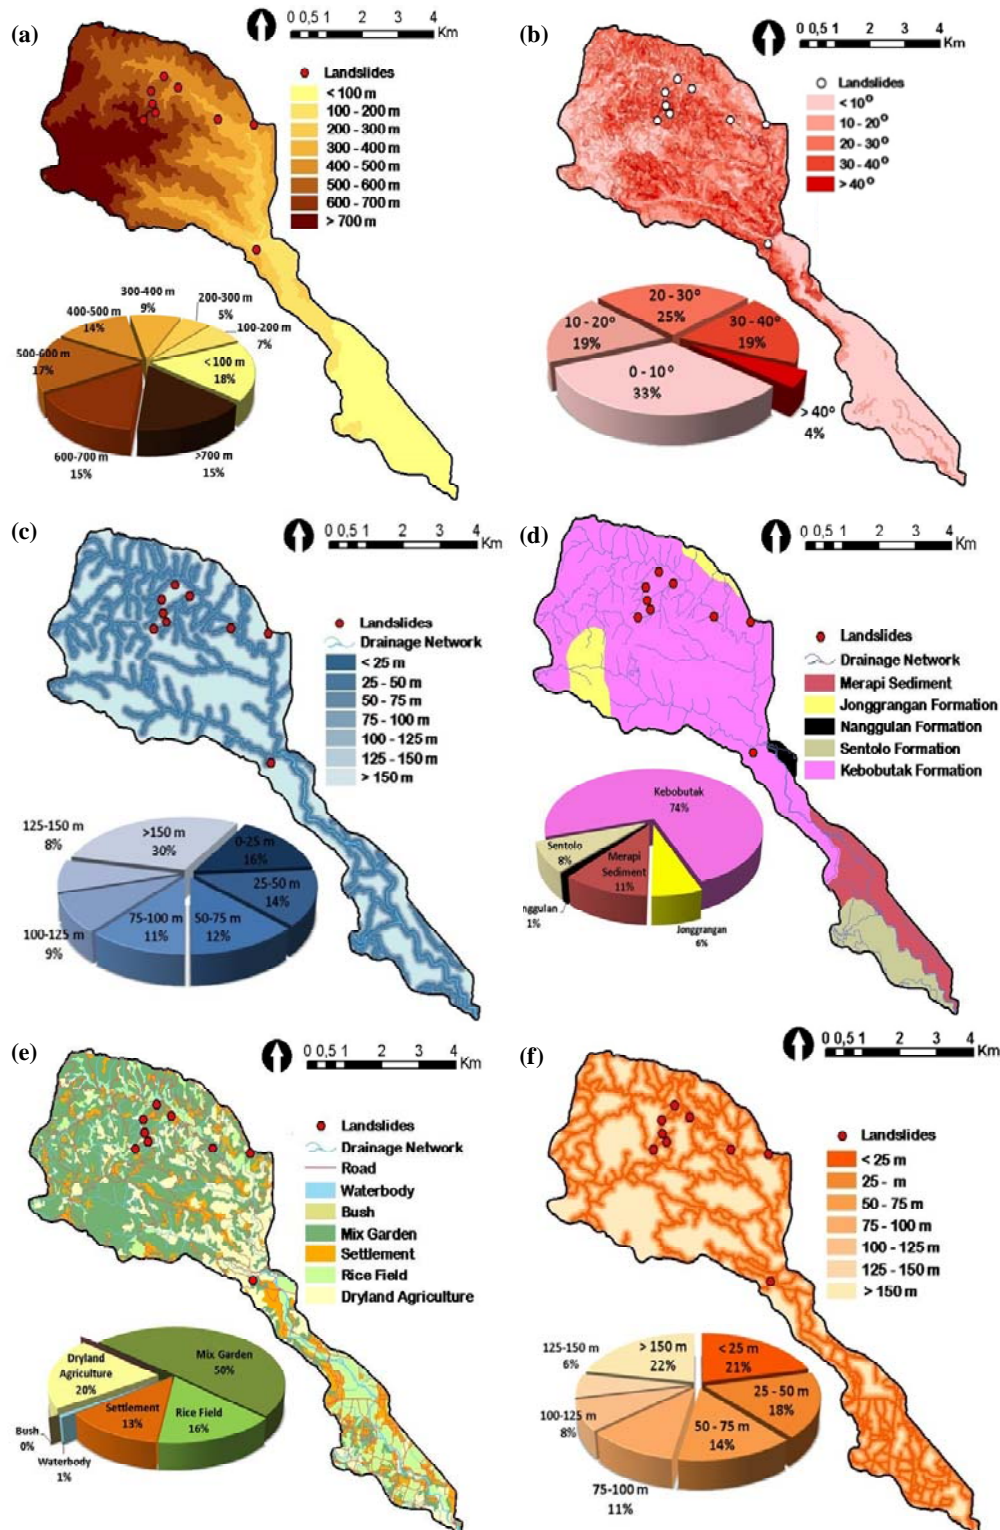 (a)
0 0,5 1 2 3 4
Km
Landslides
< 100 m
100 - 200 m
200 - 300 m
300 - 400 m
400 - 500 m
500 - 600 m
600 - 700 m
> 700 m
300-400 m
9%
200-300 m
5%
400-500 m
14%
100-200 m
7%
500-600 m
17%
< 100 m
18%
600-700 m
15%
>700 m
15%
(b)
0 0,5 1 2 3 4
Km
Landslides
< 10°
10 - 20°
20 - 30°
30 - 40°
> 40°
20 - 30°
25%
10 - 20°
19%
30 - 40°
19%
0 - 10°
33%
> 40°
4%
(c)
0 0,5 1 2 3 4
Km
Landslides
Drainage Network
< 25 m
25 - 50 m
50 - 75 m
75 - 100 m
100 - 125 m
125 - 150 m
> 150 m
125-150 m
8%
>150 m
30%
0-25 m
16%
25-50 m
14%
75-100 m
11%
50-75 m
12%
100-125 m
9%
(d)
0 0,5 1 2 3 4
Km
Landslides
Drainage Network
Merapi Sediment
Jonggrangan Formation
Nanggulan Formation
Sentolo Formation
Kebobutak Formation
Kebobutak
74%
Sentolo
8%
Merapi
Sediment
11%
nggulan
1%
Jonggrangan
6%
(e)
0 0,5 1 2 3 4
Km
Landslides
Drainage Network
Road
Waterbody
Bush
Mix Garden
Settlement
Rice Field
Dryland Agriculture
Mix Garden
50%
Dryland
Agriculture
20%
Settlement
13%
Rice Field
16%
Bush
0%
Waterbody
1%
(f)
0 0,5 1 2 3 4
Km
Landslides
< 25 m
25 - m
50 - 75 m
75 - 100 m
100 - 125 m
125 - 150 m
> 150 m
125-150 m
6%
> 150 m
22%
< 25 m
21%
25 - 50 m
18%
100-125 m
8%
50 - 75 m
14%
75-100 m
11%